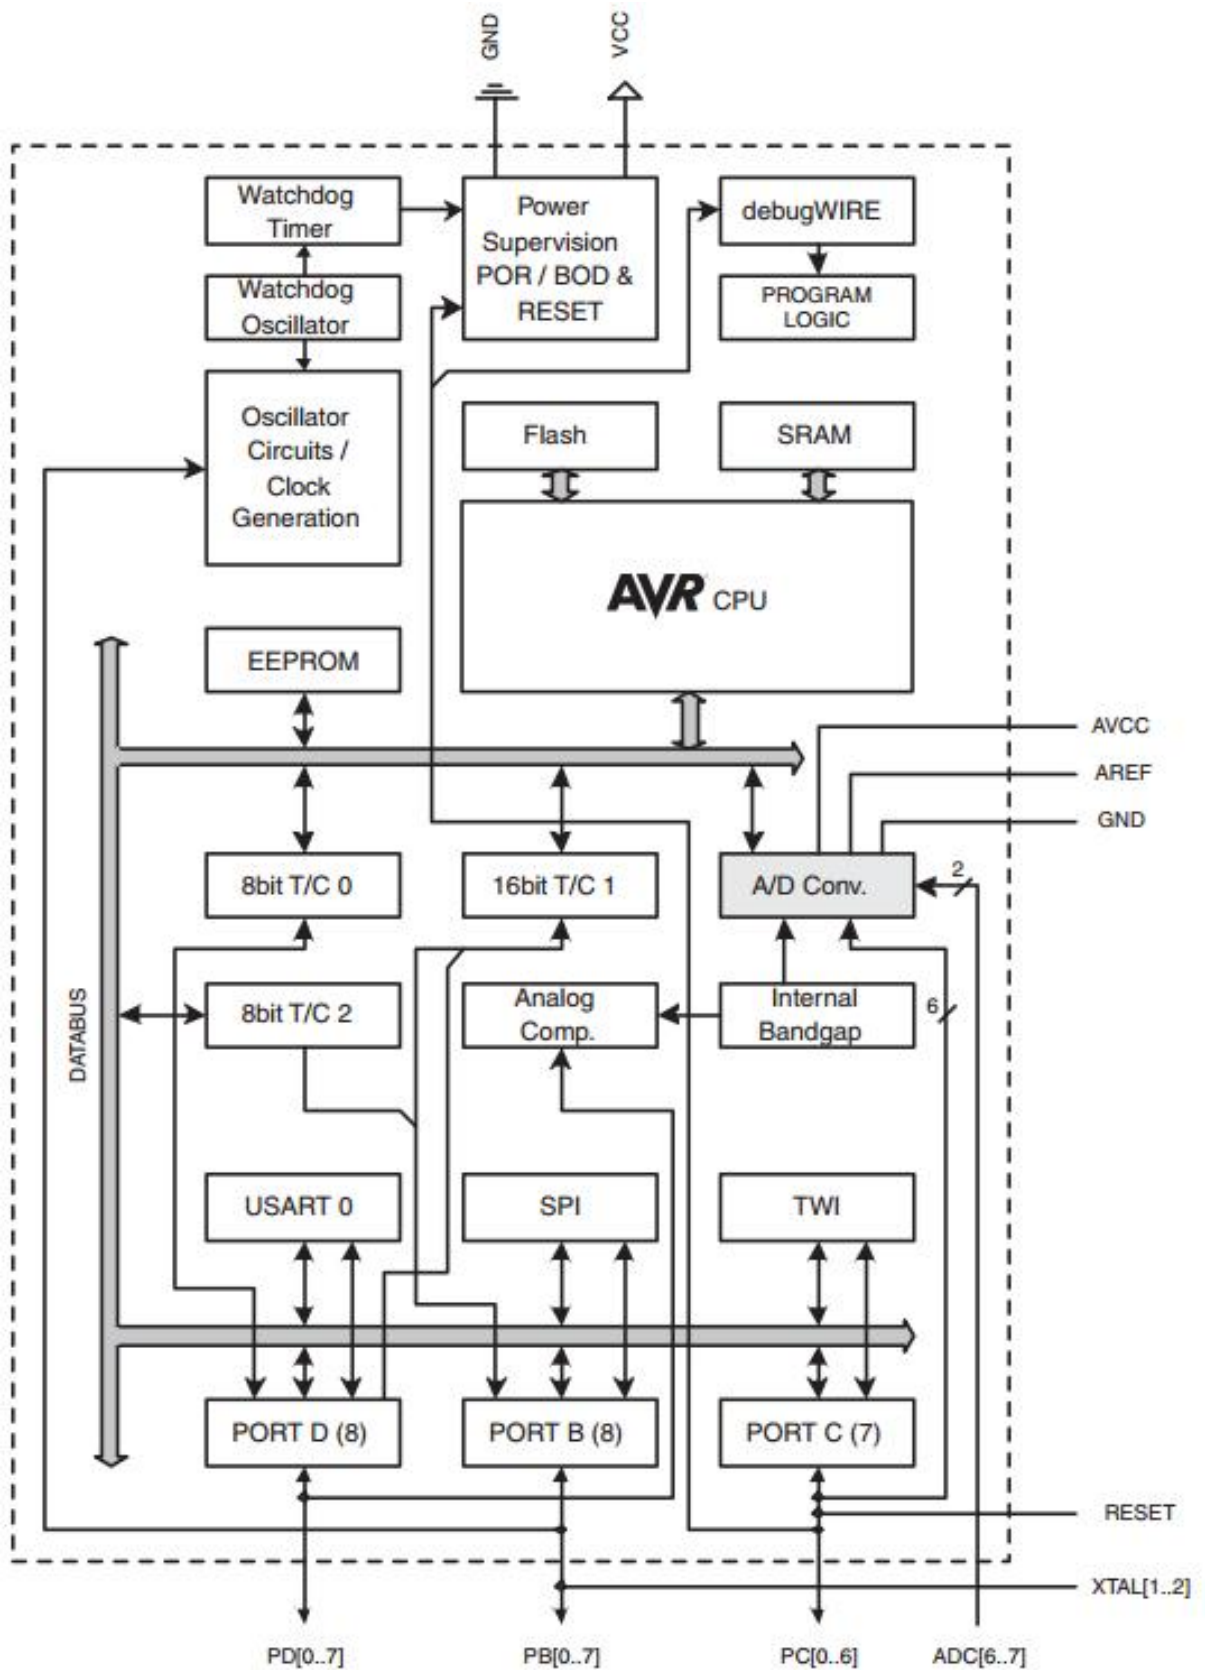 GND
VCC
Watchdog
Timer
Power
Supervision
POR / BOD &
RESET
debugWIRE
Watchdog
Oscillator
PROGRAM
LOGIC
Oscillator
Circuits /
Clock
Generation
Flash
SRAM
AVR CPU
EEPROM
AVCC
AREF
GND
8bit T/C 0
16bit T/C 1
A/D Conv.
2
DATABUS
8bit T/C 2
Analog
Comp.
Internal
Bandgap
6
USART 0
SPI
TWI
PORT D (8)
PORT B (8)
PORT C (7)
RESET
XTAL[1..2]
PD[0..7]
PB[0..7]
PC[0..6]
ADC[6..7]